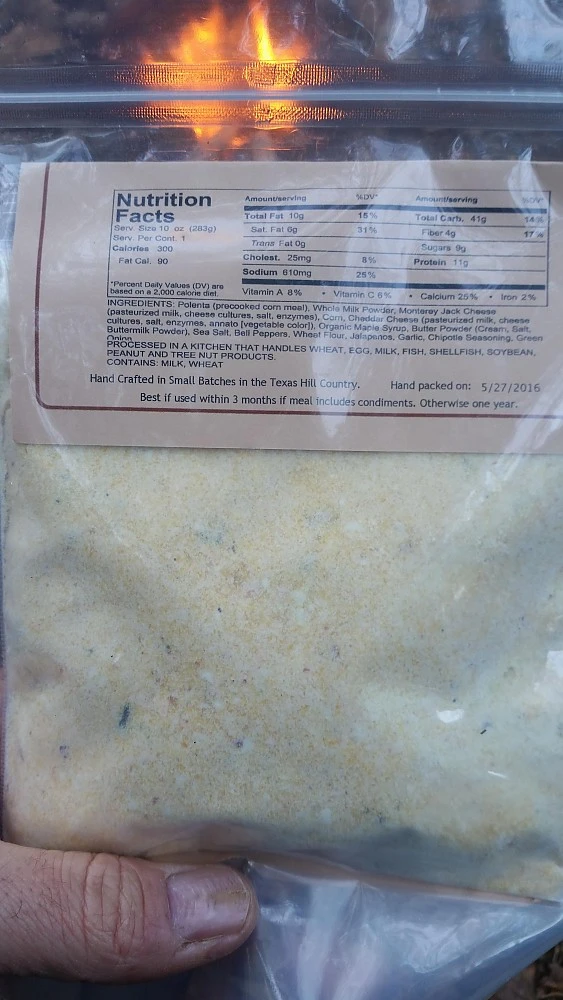 Nutrition
Facts
Serv. Size 10 oz (283g)
Serv. Per Cont. 1
Calories 300
Fat Cal. 90
*Percent Daily Values (DV) are
based on a 2,000 calorie diet.
Amount/serving %DV*
Total Fat 10g 15%
Sat. Fat 6g 31%
Trans Fat 0g
Cholest. 25mg 8%
Sodium 610mg 25%
Amount/serving %DV*
Total Carb. 41g 14%
Fiber 4g 17%
Sugars 9g
Protein 11g
Vitamin A 8% • Vitamin C 6% • Calcium 25% • Iron 2%
INGREDIENTS: Polenta (precooked corn meal), Whole Milk Powder, Monterey Jack Cheese
(pasteurized milk, cheese cultures, salt, enzymes), Corn, Cheddar Cheese (pasteurized milk, cheese
cultures, salt, enzymes, annato [vegetable color]), Organic Maple Syrup, Butter Powder (Cream, Salt,
Buttermilk Powder), Sea Salt, Bell Peppers, Wheat Flour, Jalapenos, Garlic, Chipotle Seasoning, Green
Onion
PROCESSED IN A KITCHEN THAT HANDLES WHEAT, EGG, MILK, FISH, SHELLFISH, SOYBEAN,
PEANUT AND TREE NUT PRODUCTS.
CONTAINS: MILK, WHEAT
Hand Crafted in Small Batches in the Texas Hill Country. Hand packed on: 5/27/2016
Best if used within 3 months if meal includes condiments. Otherwise one year.